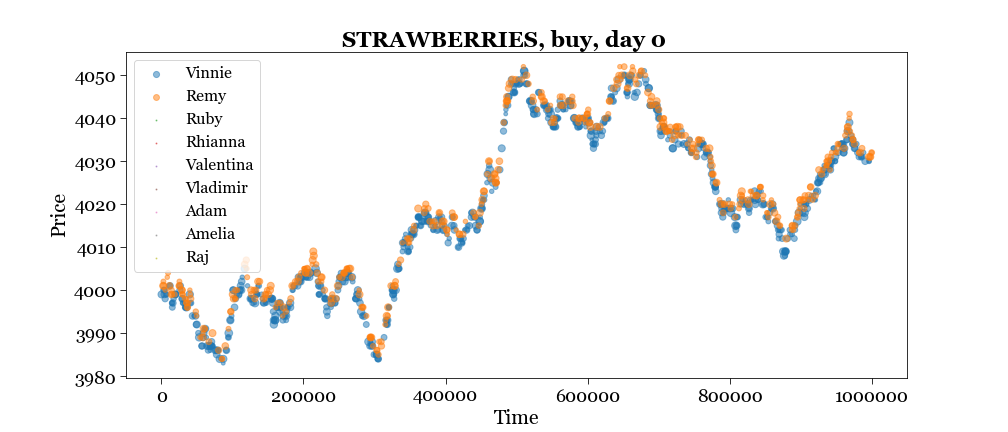 STRAWBERRIES, buy, day 0
Price
4050
4040
4030
4020
4010
4000
3990
3980
Vinnie
Remy
Ruby
Rhianna
Valentina
Vladimir
Adam
Amelia
Raj
0 200000 400000 600000 800000 1000000
Time